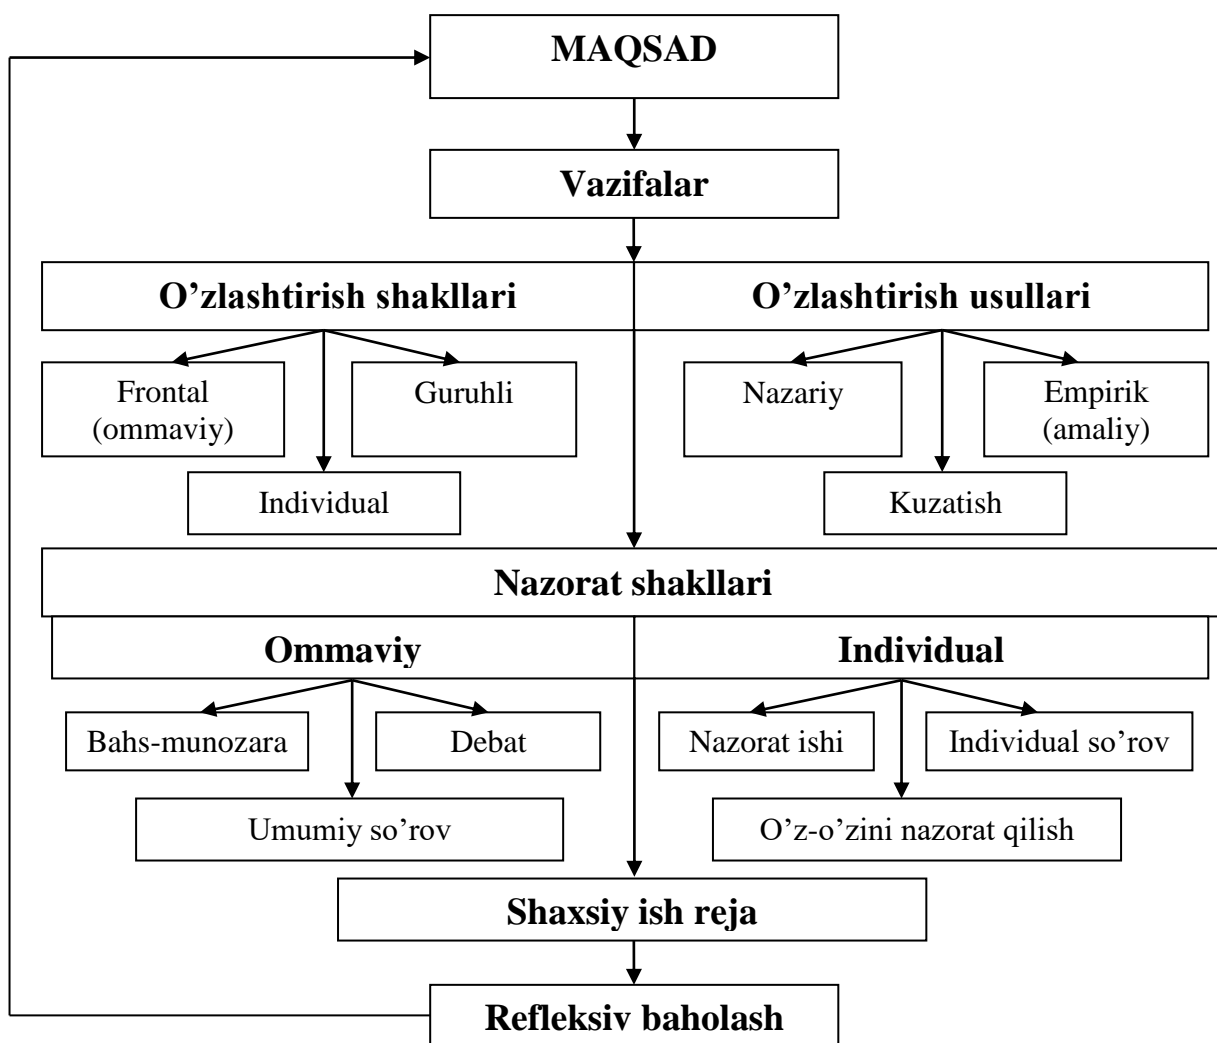 MAQSAD
Vazifalar
O’zlashtirish shakllari
O’zlashtirish usullari
Frontal
(ommaviy)
Guruhli
Nazariy
Empirik
(amaliy)
Individual
Kuzatish
Nazorat shakllari
Ommaviy
Individual
Bahs-munozara
Debat
Nazorat ishi
Individual so’rov
Umumiy so’rov
O’z-o’zini nazorat qilish
Shaxsiy ish reja
Refleksiv baholash